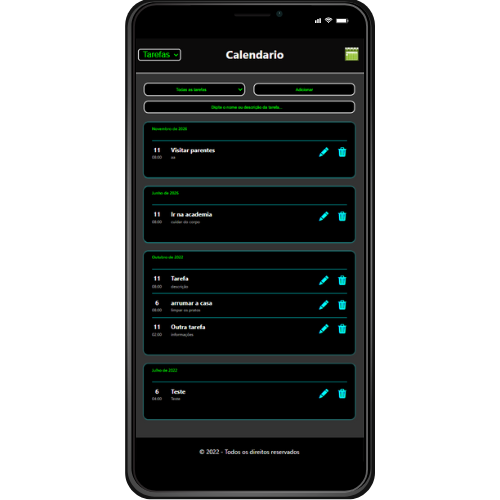 Tarefas
Calendario
Todas as tarefas
Adicionar
Digite o nome ou descrição da tarefa...
Novembro de 2026
11 Visitar parentes
08:00
Junho de 2026
11 Ir na academia
08:00 cuidar do corpo
Outubro de 2022
11 Tarefa
08:00 descrição
6 arrumar a casa
08:00 limpar os pratos
11 Outra tarefa
02:00 informações
Julho de 2022
6 Teste
04:00 Teste
© 2022 - Todos os direitos reservados